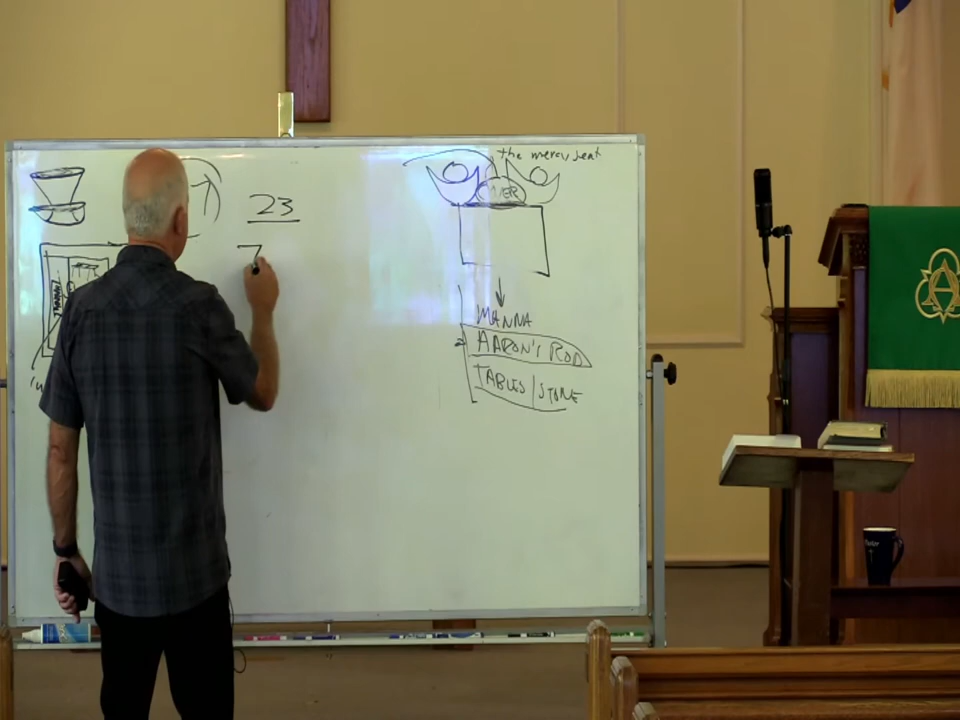 the mercy seat
23
7
MANNA
AARON'S ROD
TABLES/STONE